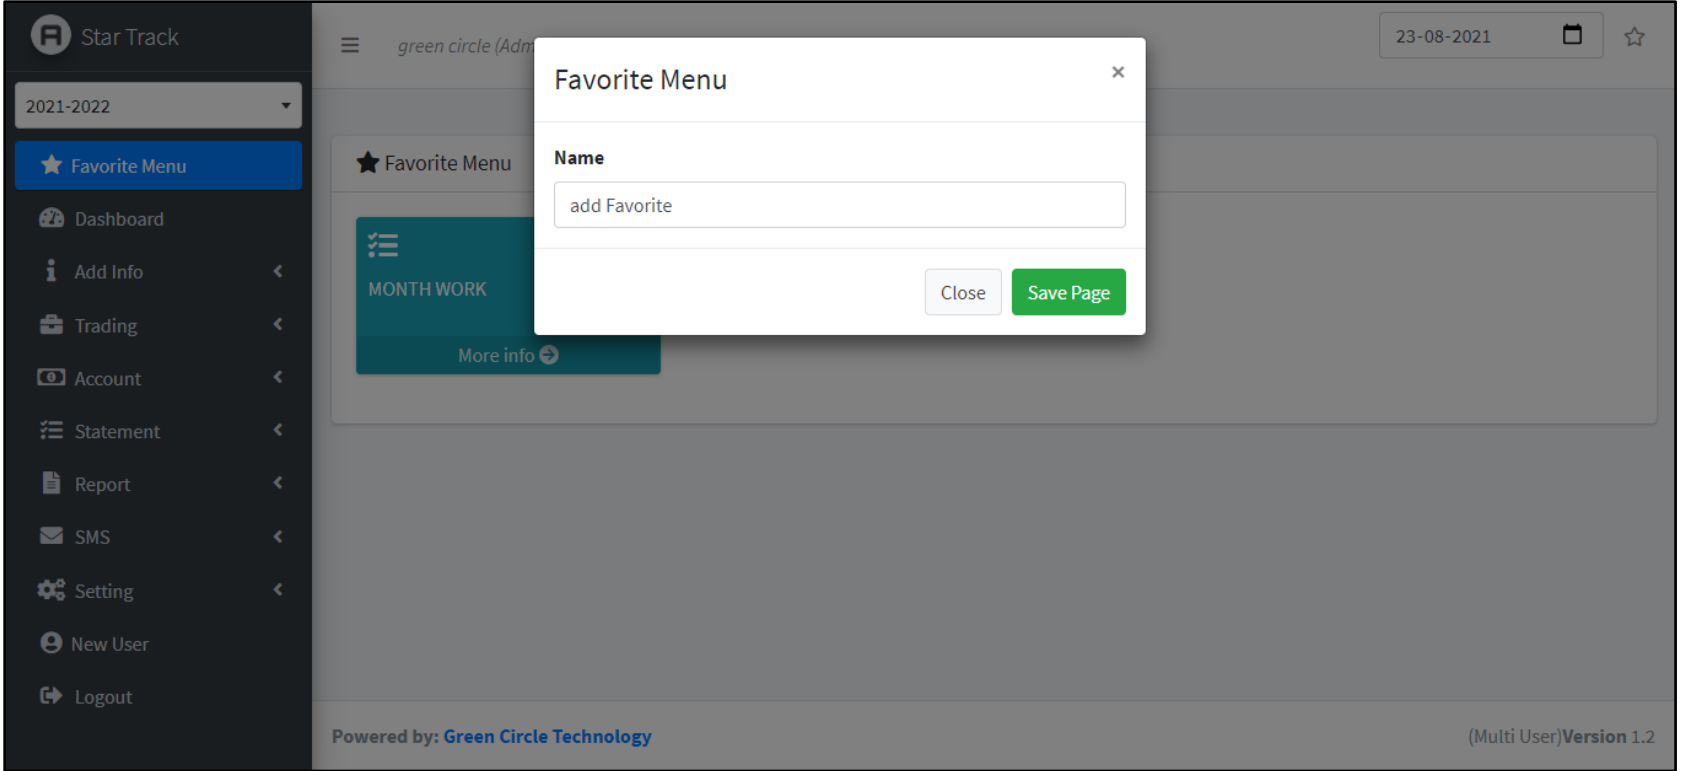 Star Track
2021-2022
Favorite Menu
Dashboard
Add Info
Trading
Account
Statement
Report
SMS
Setting
New User
Logout
green circle (Adm
23-08-2021
Favorite Menu
MONTH WORK
More info
Favorite Menu
×
Name
add Favorite
Close
Save Page
Powered by: Green Circle Technology
(Multi User)Version 1.2